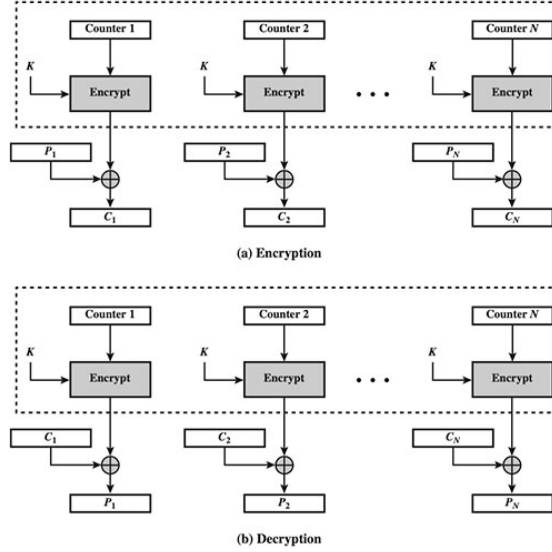 Counter 1 Counter 2 Counter N
K K K
Encrypt Encrypt • • • Encrypt
P1 P2 PN
C1 C2 CN
(a) Encryption
Counter 1 Counter 2 Counter N
K K K
Encrypt Encrypt • • • Encrypt
C1 C2 CN
P1 P2 PN
(b) Decryption